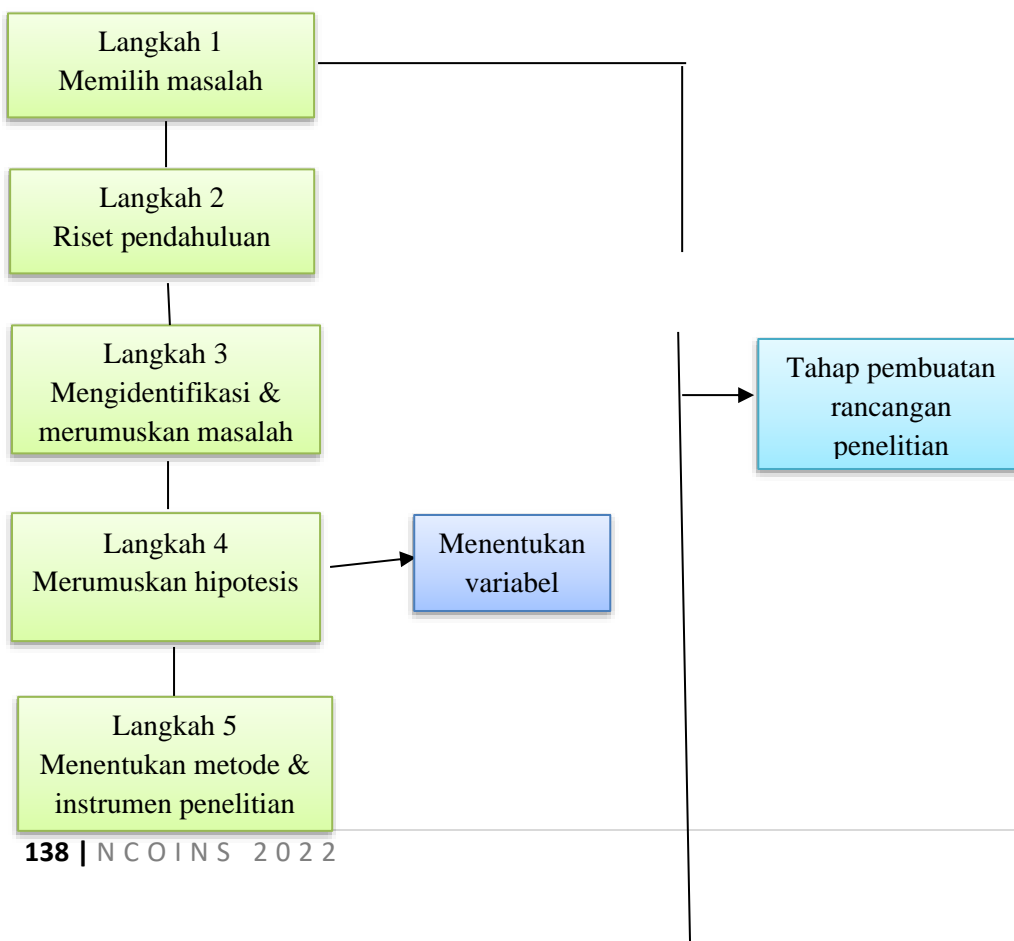 Langkah 1
Memilih masalah
Langkah 2
Riset pendahuluan
Langkah 3
Mengidentifikasi &
merumuskan masalah
Tahap pembuatan
rancangan
penelitian
Langkah 4
Merumuskan hipotesis
Menentukan
variabel
Langkah 5
Menentukan metode &
instrumen penelitian
138 | NCOINS 2022